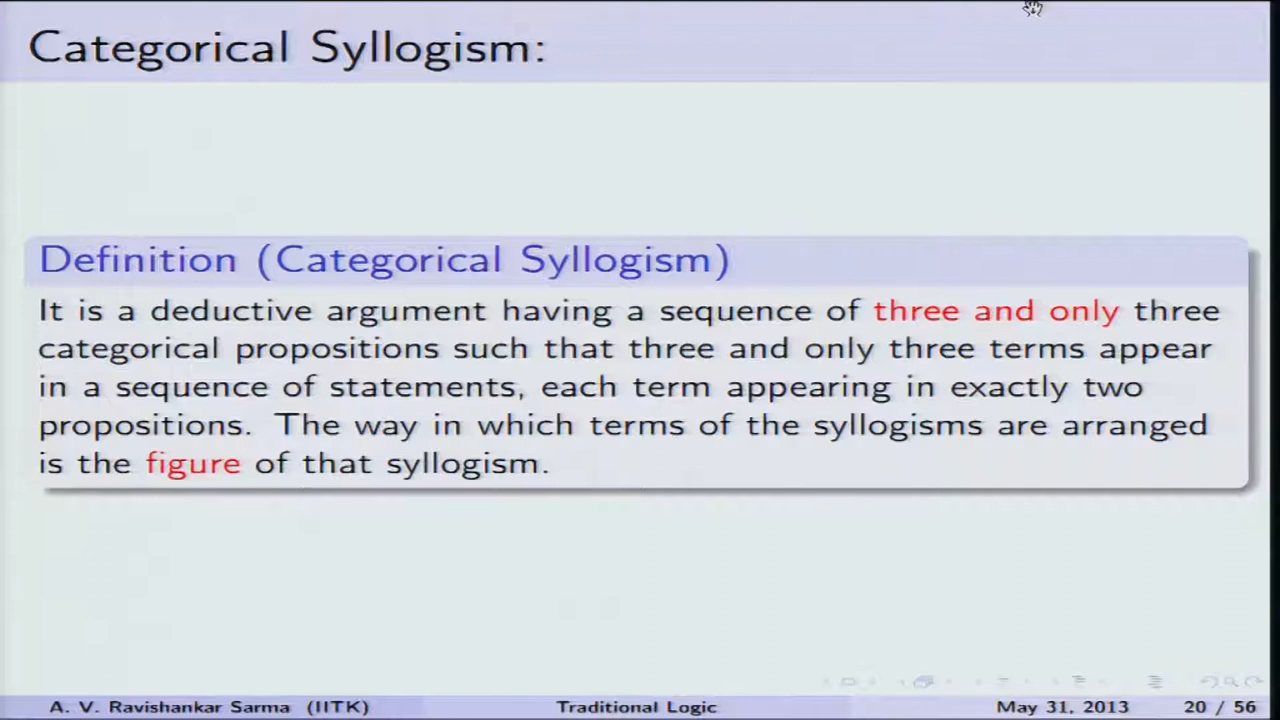 Categorical Syllogism:
Definition (Categorical Syllogism)
It is a deductive argument having a sequence of three and only three
categorical propositions such that three and only three terms appear
in a sequence of statements, each term appearing in exactly two
propositions. The way in which terms of the syllogisms are arranged
is the figure of that syllogism.
A. V. Ravishankar Sarma (IITK) Traditional Logic May 31, 2013 20 / 56